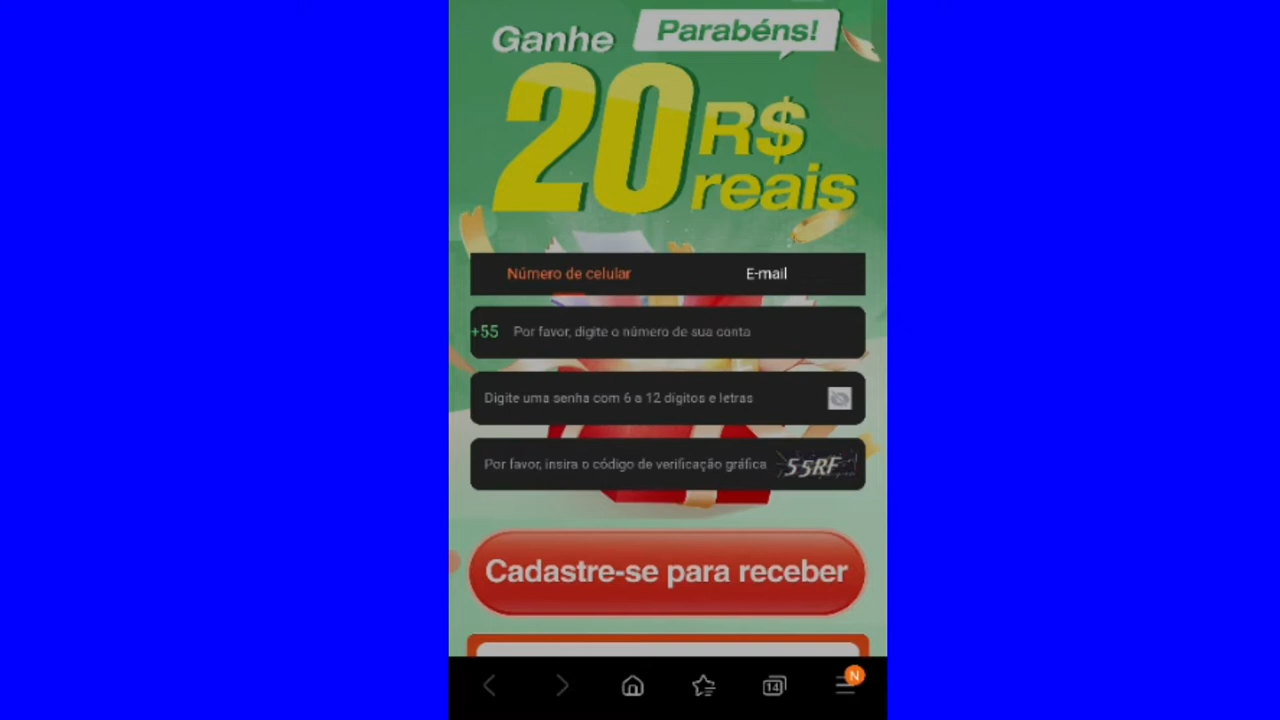 Ganhe
Parabéns!
20 R$
reais
Número de celular
E-mail
+55 Por favor, digite o número de sua conta
Digite uma senha com 6 a 12 dígitos e letras
Por favor, insira o código de verificação gráfica 55RF
Cadastre-se para receber
14
N